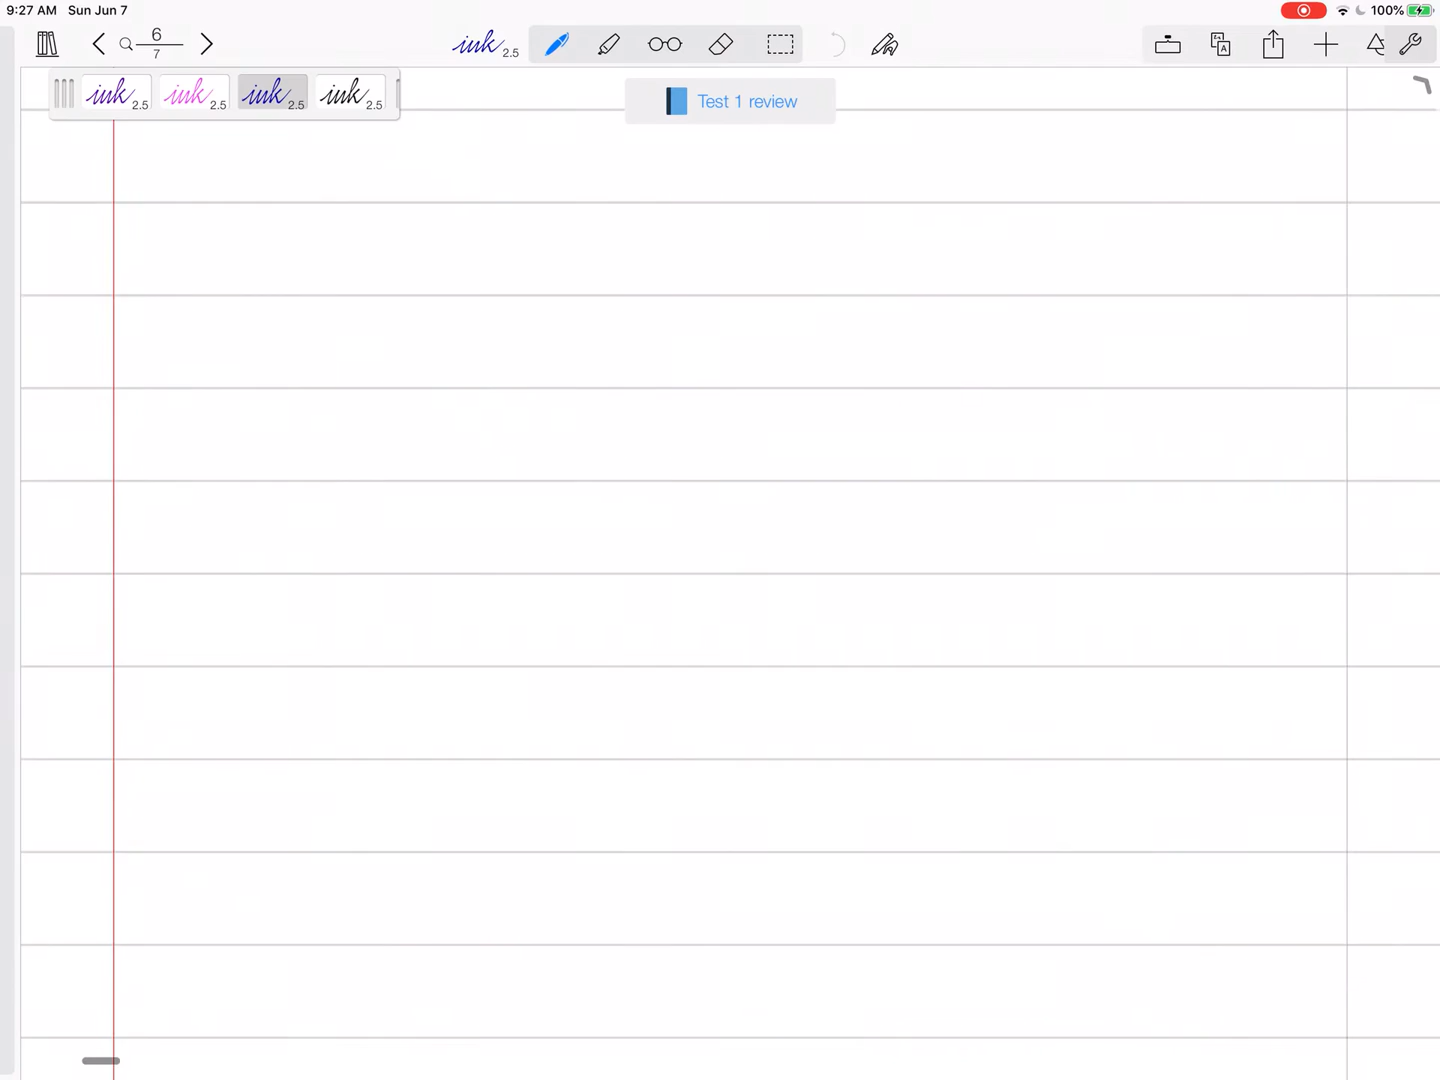 9:27 AM Sun Jun 7 100%
6
7
ink 2.5
ink 2.5 ink 2.5 ink 2.5 ink 2.5
Test 1 review